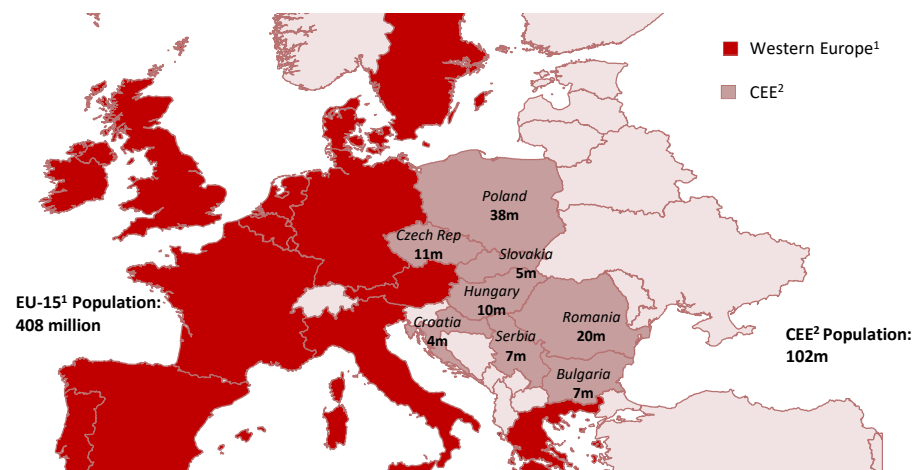 Western Europe¹
CEE²
Poland
38m
Czech Rep
11m
Slovakia
5m
Hungary
10m
Croatia
4m
Serbia
7m
Romania
20m
Bulgaria
7m
EU-15¹ Population:
408 million
CEE² Population:
102m